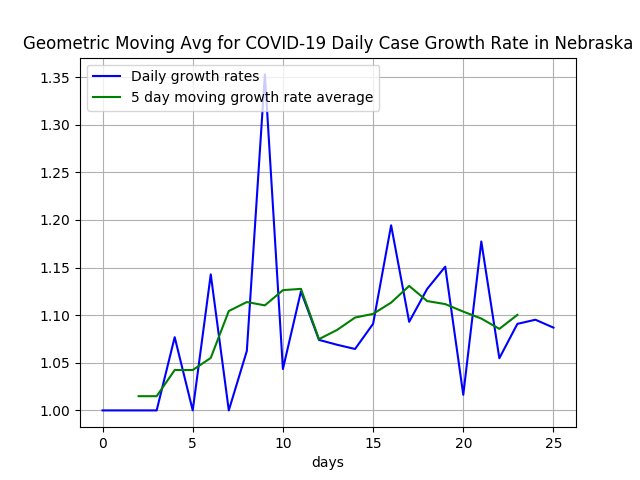 Geometric Moving Avg for COVID-19 Daily Case Growth Rate in Nebraska
Daily growth rates
5 day moving growth rate average
1.35
1.30
1.25
1.20
1.15
1.10
1.05
1.00
0 5 10 15 20 25
days